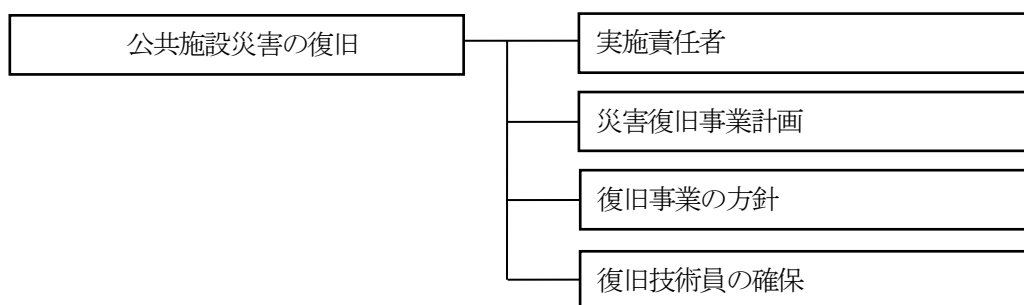 公共施設災害の復旧
実施責任者
災害復旧事業計画
復旧事業の方針
復旧技術員の確保